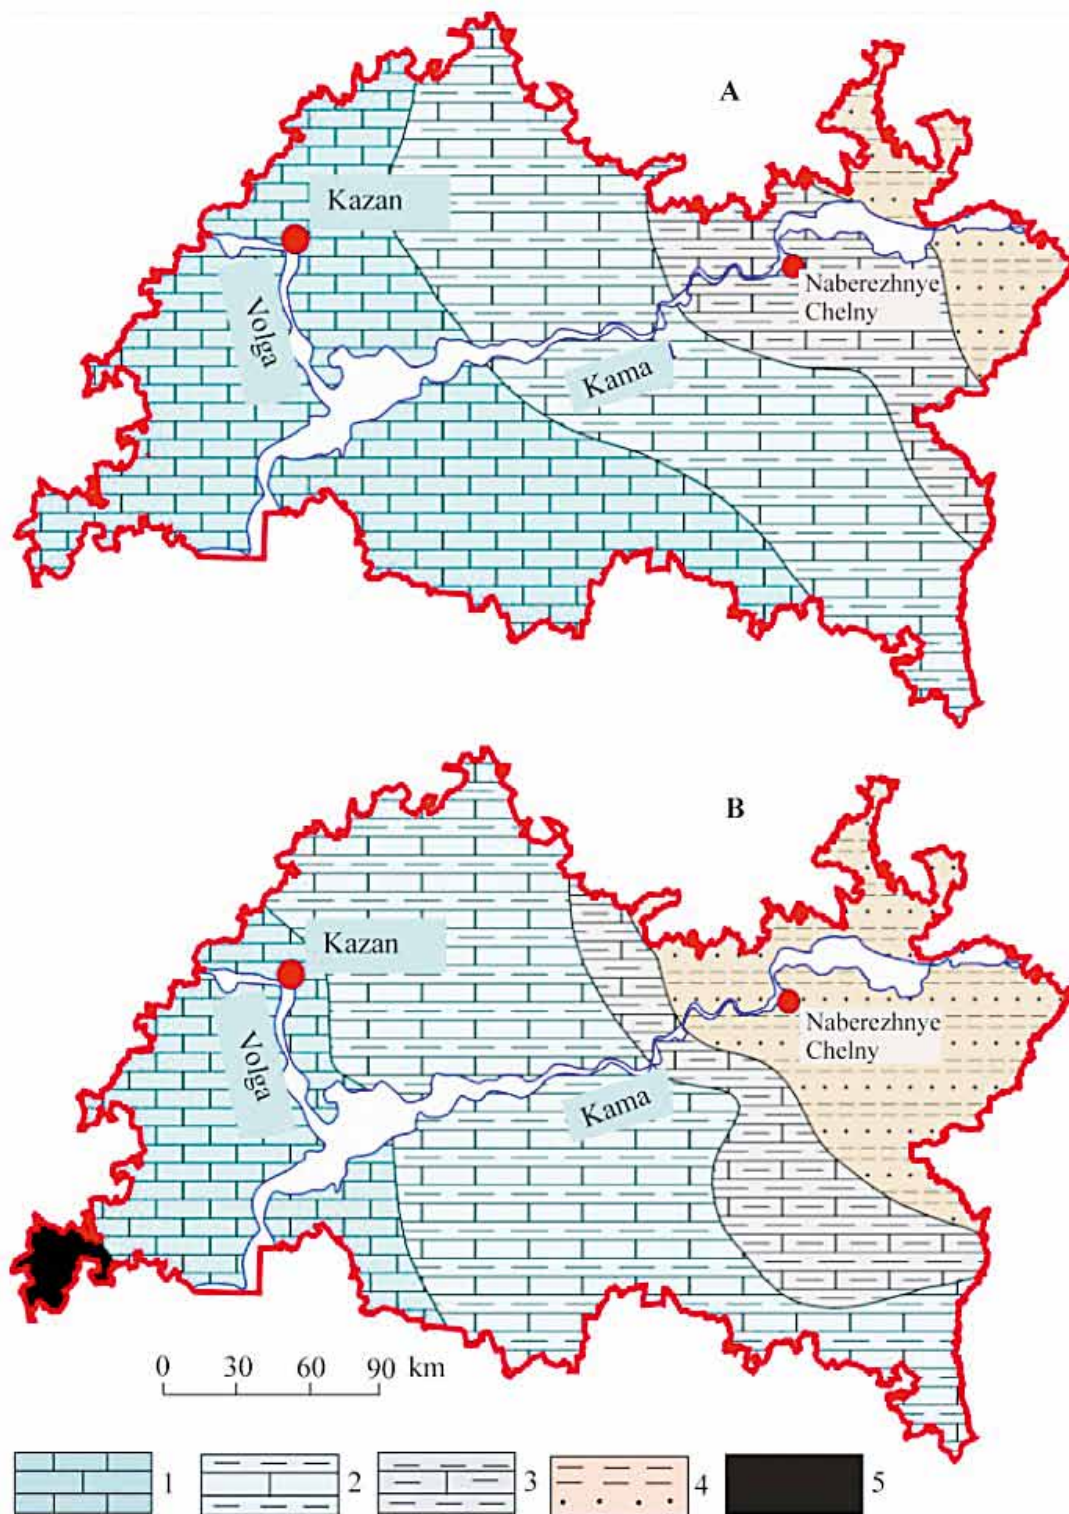 A
Kazan
Volga
Naberezhnye
Chelny
Kama
B
Kazan
Volga
Naberezhnye
Chelny
Kama
0 30 60 90 km
1 2 3 4 5